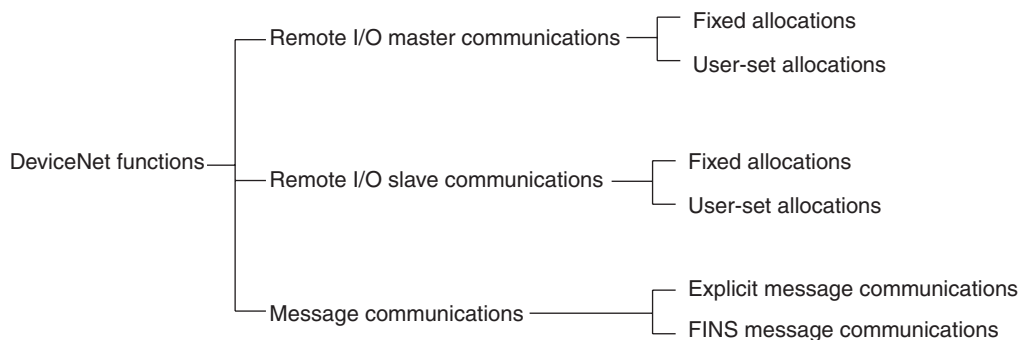 DeviceNet functions
Remote I/O master communications
Fixed allocations
User-set allocations
Remote I/O slave communications
Fixed allocations
User-set allocations
Message communications
Explicit message communications
FINS message communications